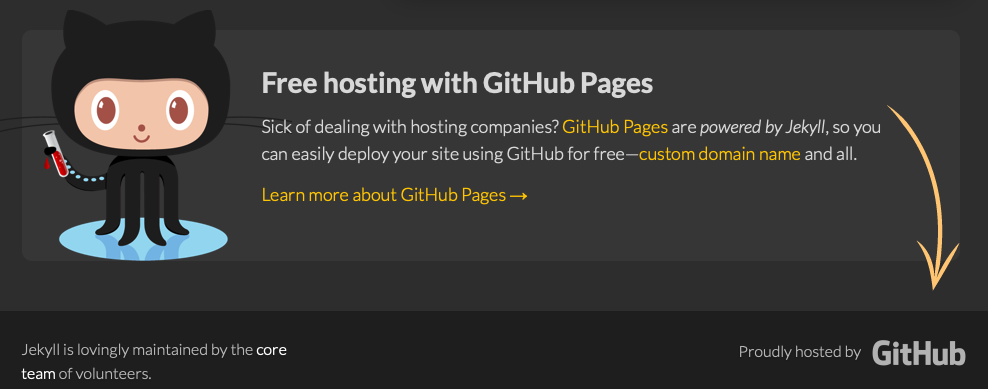 Free hosting with GitHub Pages
Sick of dealing with hosting companies? GitHub Pages are powered by Jekyll, so you
can easily deploy your site using GitHub for free—custom domain name and all.
Learn more about GitHub Pages →
Jekyll is lovingly maintained by the core
team of volunteers.
Proudly hosted by GitHub